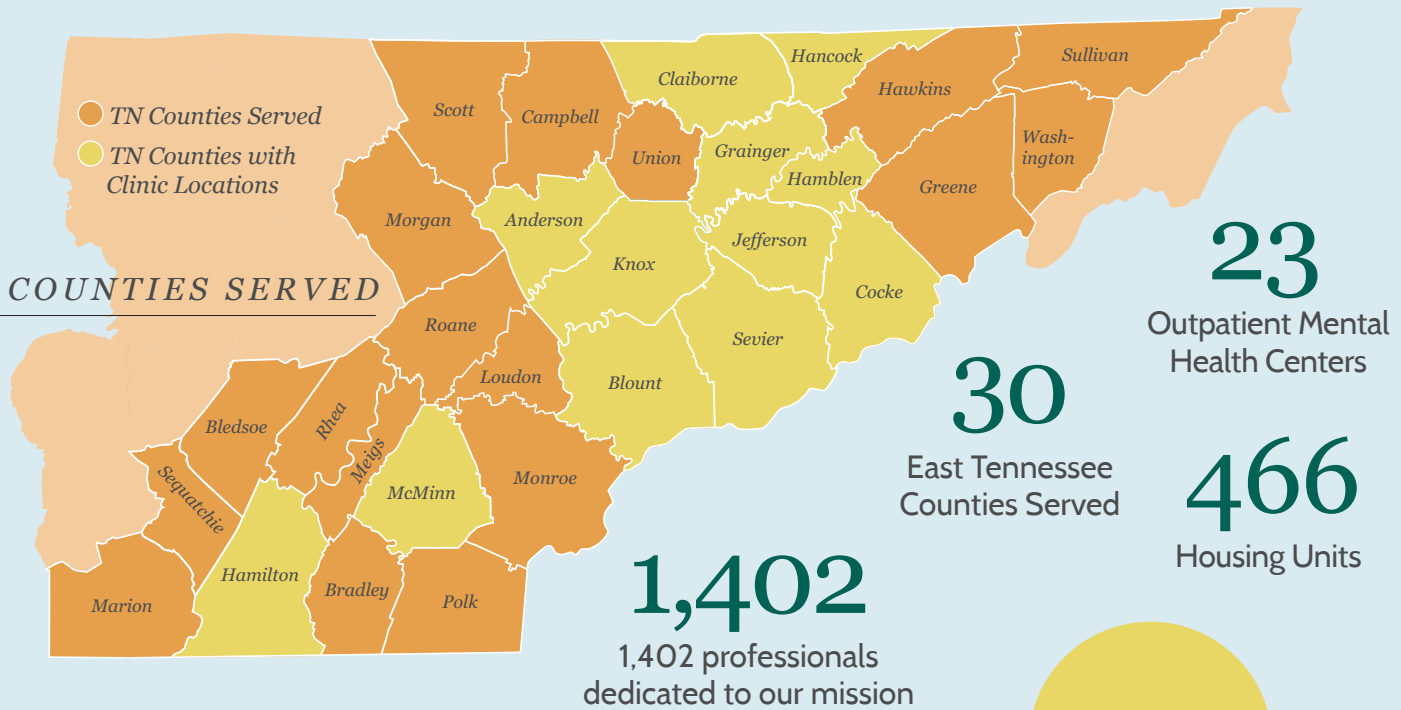 TN Counties Served
TN Counties with
Clinic Locations
COUNTIES SERVED
Scott
Campbell
Claiborne
Hancock
Hawkins
Sullivan
Union
Grainger
Hamblen
Wash-
ington
Greene
Morgan
Anderson
Jefferson
Knox
Cocke
Roane
Sevier
Loudon
Blount
Bledsoe
Rhea
Meigs
McMinn
Monroe
Sequatchie
Hamilton
Marion
Bradley
Polk
23
Outpatient Mental
Health Centers
30
East Tennessee
Counties Served
466
Housing Units
1,402
1,402 professionals
dedicated to our mission